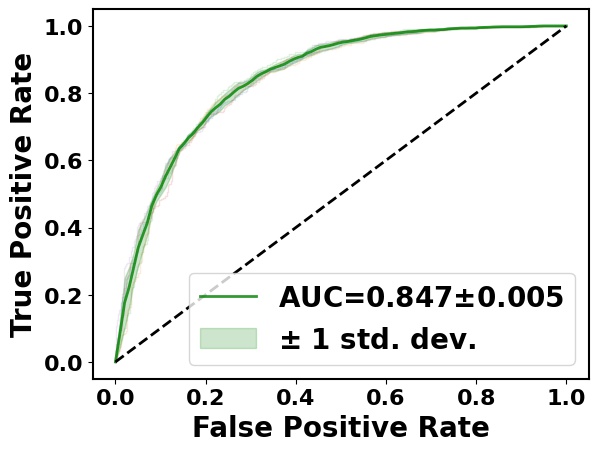 1.0
0.8
0.6
0.4
0.2
0.0
True Positive Rate
AUC=0.847±0.005
± 1 std. dev.
0.0 0.2 0.4 0.6 0.8 1.0
False Positive Rate